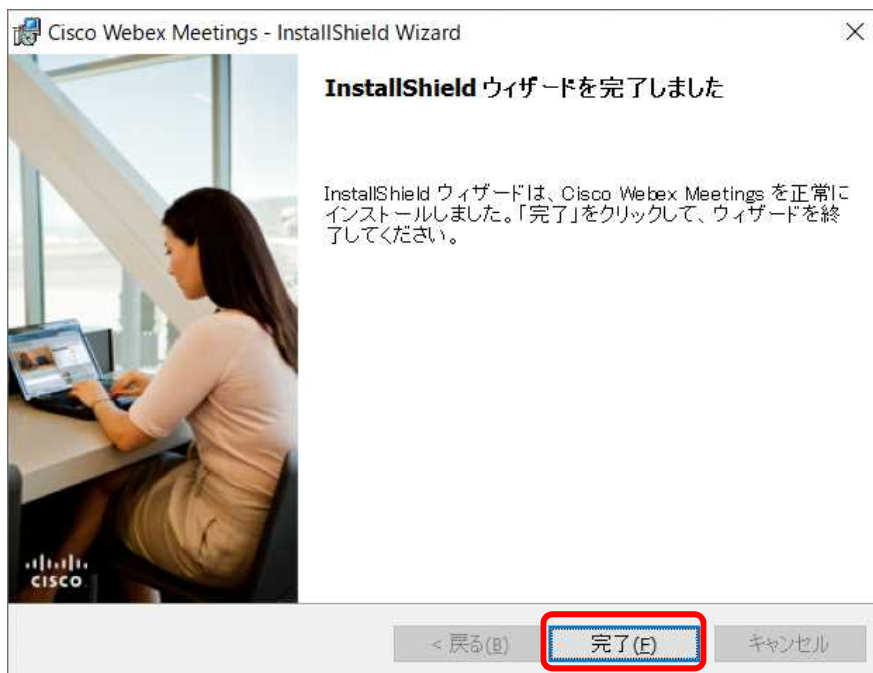 Cisco Webex Meetings - InstallShield Wizard
InstallShield ウィザードを完了しました
InstallShield ウィザードは、Cisco Webex Meetings を正常に
インストールしました。「完了」をクリックして、ウィザードを終
了してください。
CISCO
< 戻る(B)
完了(F)
キャンセル